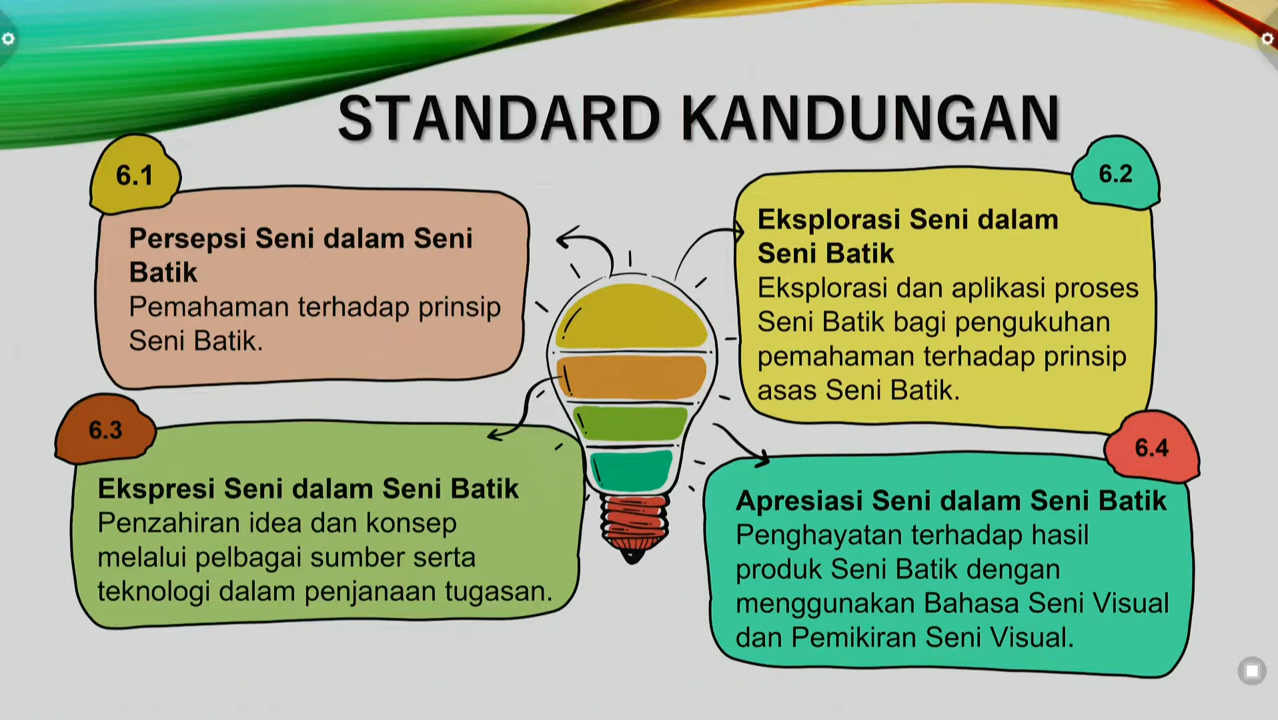 STANDARD KANDUNGAN
6.1
Persepsi Seni dalam Seni
Batik
Pemahaman terhadap prinsip
Seni Batik.
6.2
Eksplorasi Seni dalam
Seni Batik
Eksplorasi dan aplikasi proses
Seni Batik bagi pengukuhan
pemahaman terhadap prinsip
asas Seni Batik.
6.3
Ekspresi Seni dalam Seni Batik
Penzahiran idea dan konsep
melalui pelbagai sumber serta
teknologi dalam penjanaan tugasan.
6.4
Apresiasi Seni dalam Seni Batik
Penghayatan terhadap hasil
produk Seni Batik dengan
menggunakan Bahasa Seni Visual
dan Pemikiran Seni Visual.